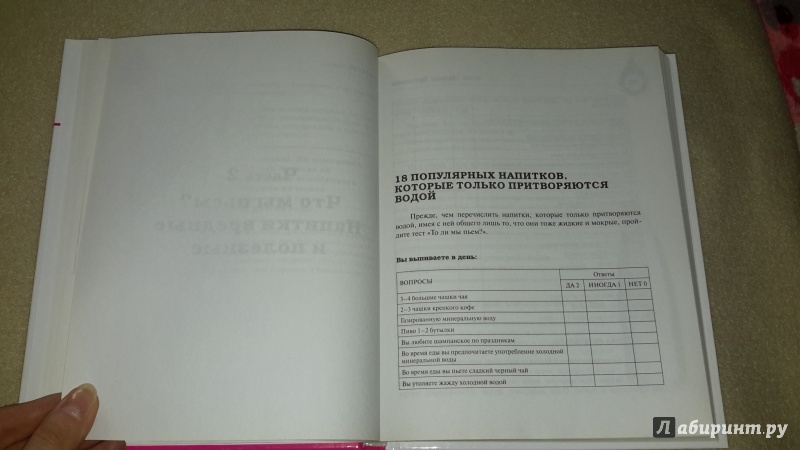 Часть 2
Что мы пьем?
Напитки вредные
и полезные
18 ПОПУЛЯРНЫХ НАПИТКОВ,
КОТОРЫЕ ТОЛЬКО ПРИТВОРЯЮТСЯ
ВОДОЙ
Прежде, чем перечислить напитки, которые только притворяются
водой, имея с ней общего лишь то, что они тоже жидкие и мокрые, прой-
дите тест «То ли мы пьем?».
Вы выпиваете в день:
ВОПРОСЫ Ответы
ДА 2 ИНОГДА 1 НЕТ 0
3–4 большие чашки чая
2–3 чашки крепкого кофе
Газированную минеральную воду
Пиво 1–2 бутылки
Вы любите шампанское по праздникам
Во время еды вы предпочитаете употребление холодной
минеральной воды
Во время еды вы пьете сладкий черный чай
Вы утоляете жажду холодной водой
Лабиринт.ру